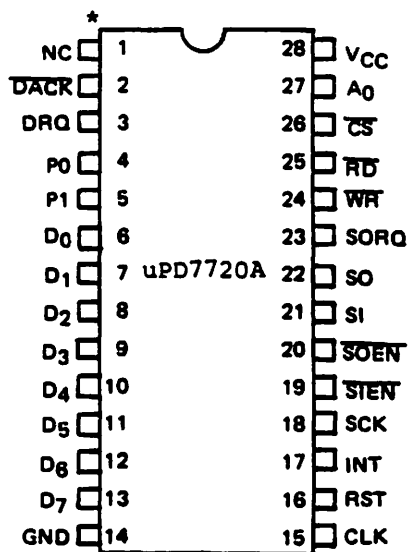 *
NC 1 28 VCC
DACK 2 27 A0
DRQ 3 26 CS
P0 4 25 RD
P1 5 24 WR
D0 6 23 SORQ
D1 7 uPD7720A 22 SO
D2 8 21 SI
D3 9 20 SOEN
D4 10 19 SIEN
D5 11 18 SCK
D6 12 17 INT
D7 13 16 RST
GND 14 15 CLK